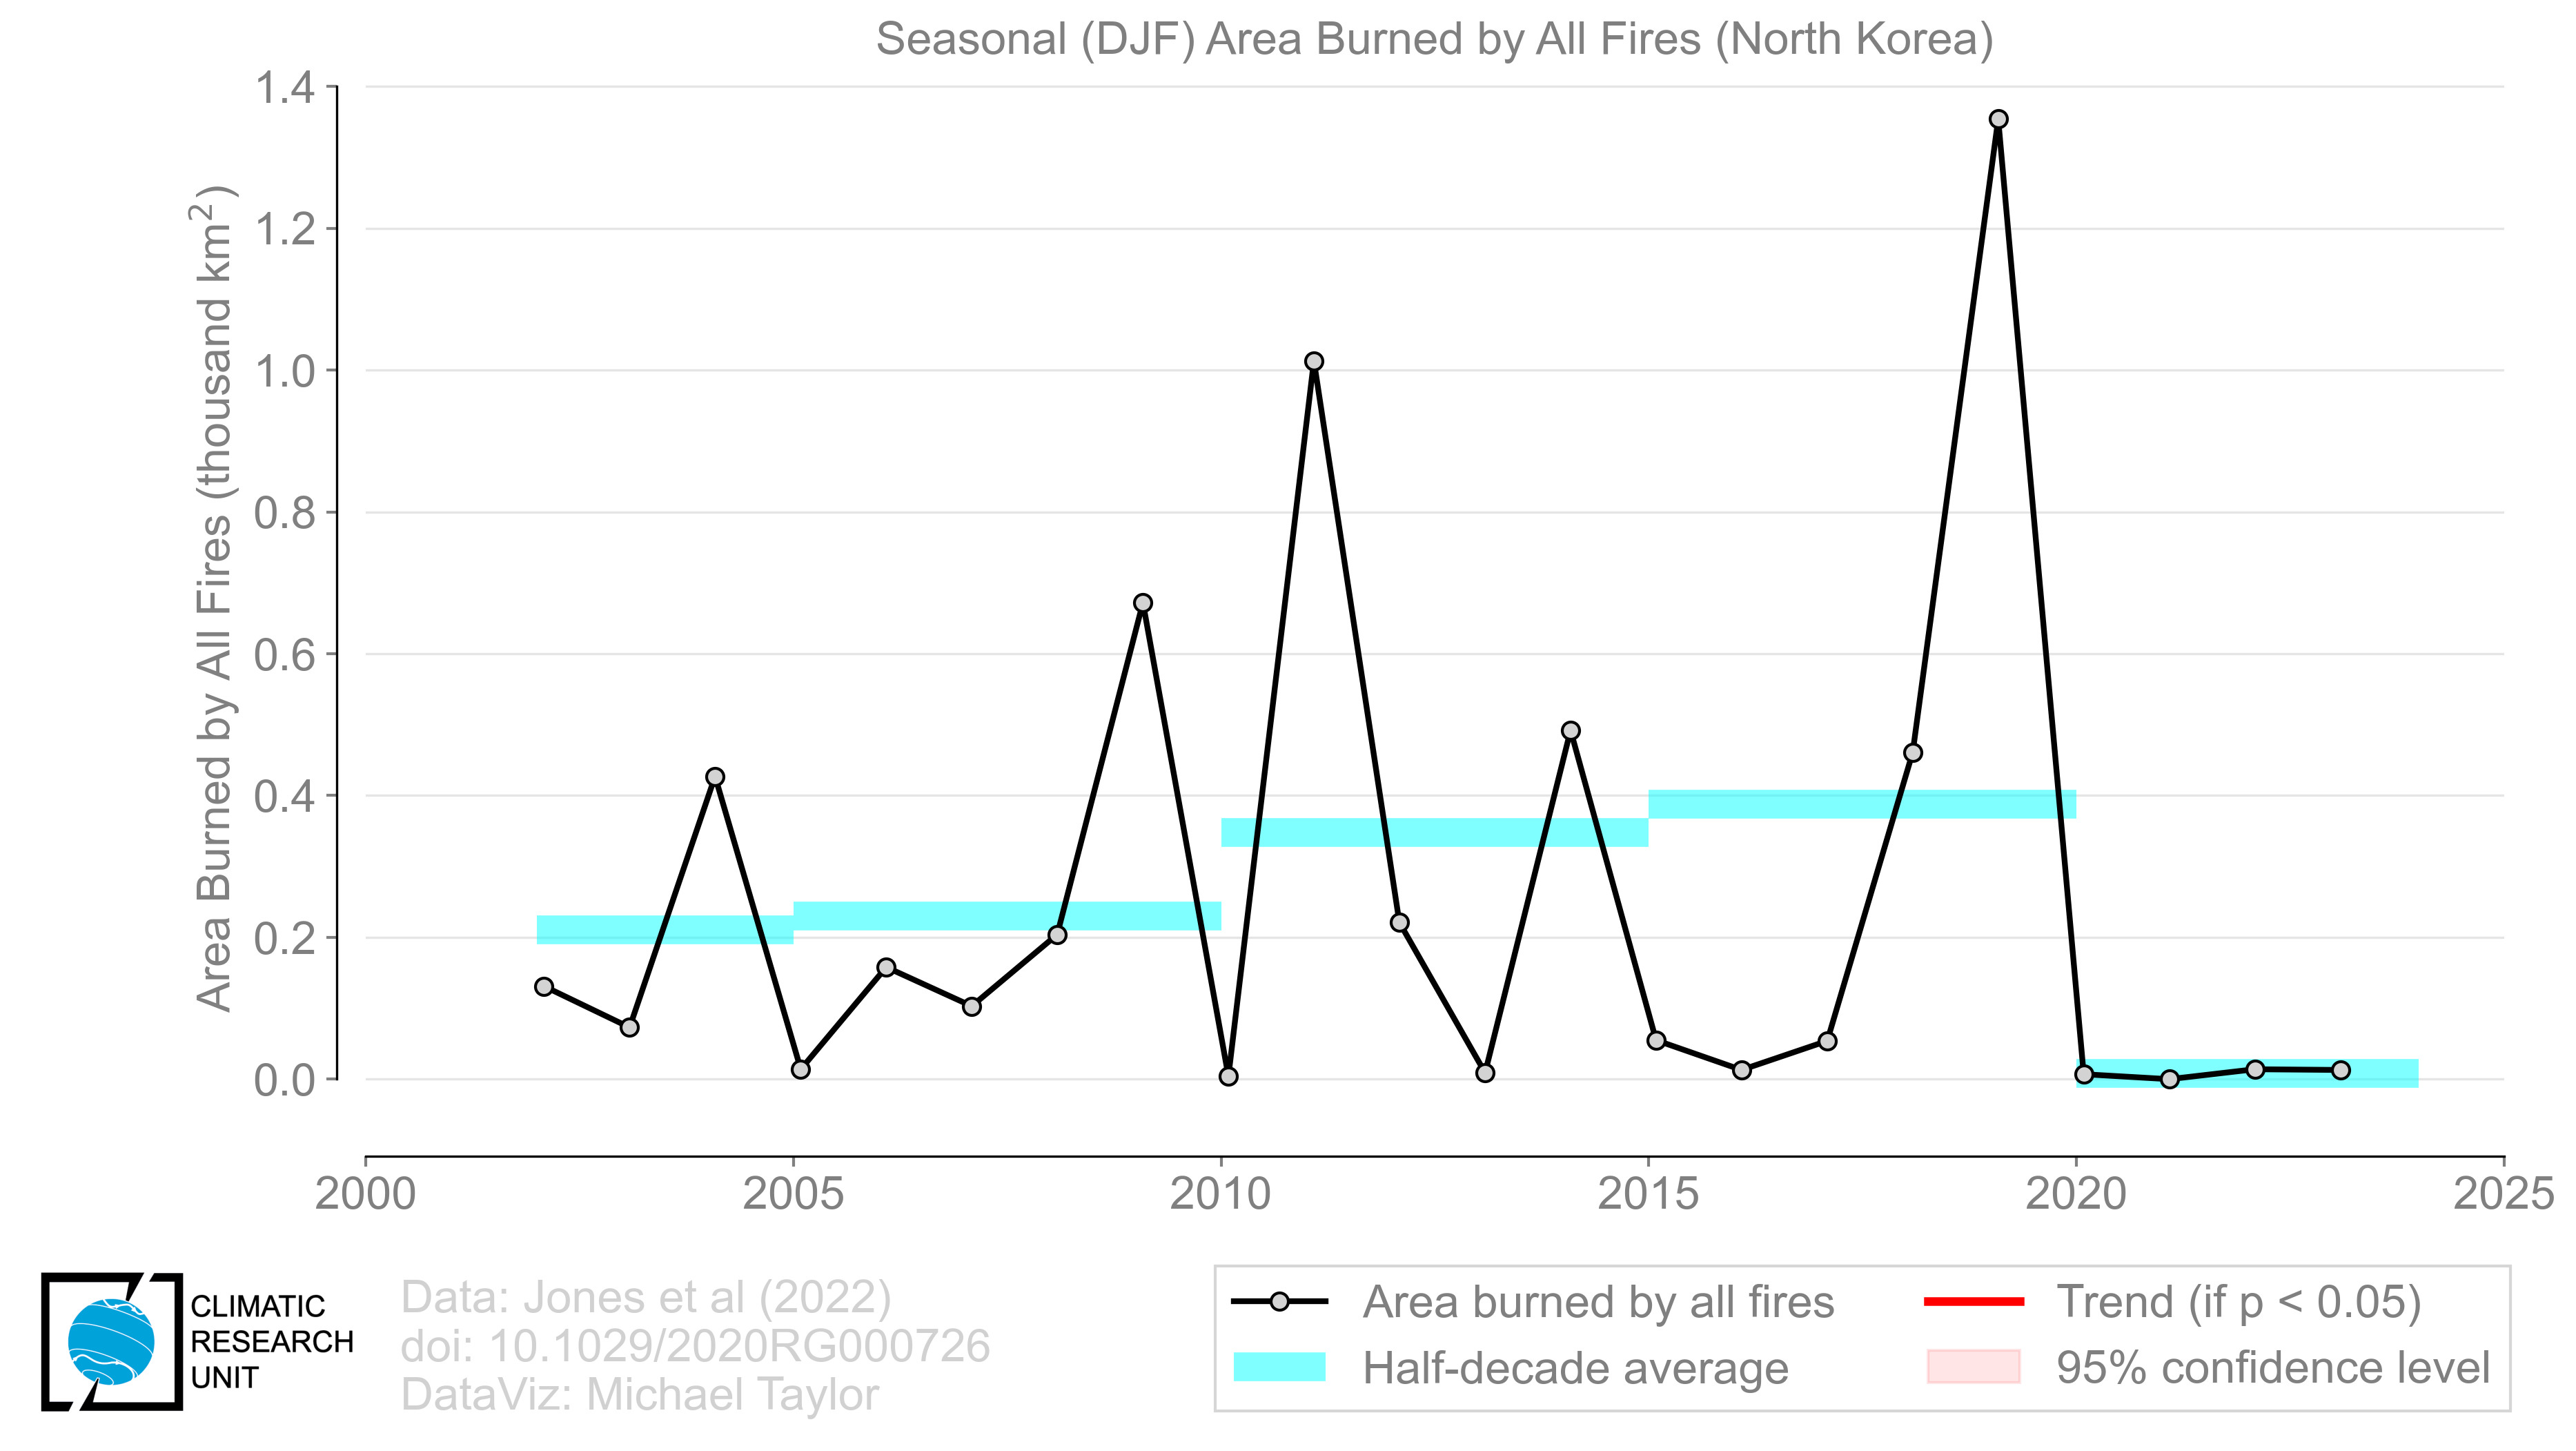 Seasonal (DJF) Area Burned by All Fires (North Korea)
Area Burned by All Fires (thousand km²)
1.4
1.2
1.0
0.8
0.6
0.4
0.2
0.0
2000 2005 2010 2015 2020 2025
CLIMATIC
RESEARCH
UNIT
Data: Jones et al (2022)
doi: 10.1029/2020RG000726
DataViz: Michael Taylor
Area burned by all fires
Half-decade average
Trend (if p < 0.05)
95% confidence level